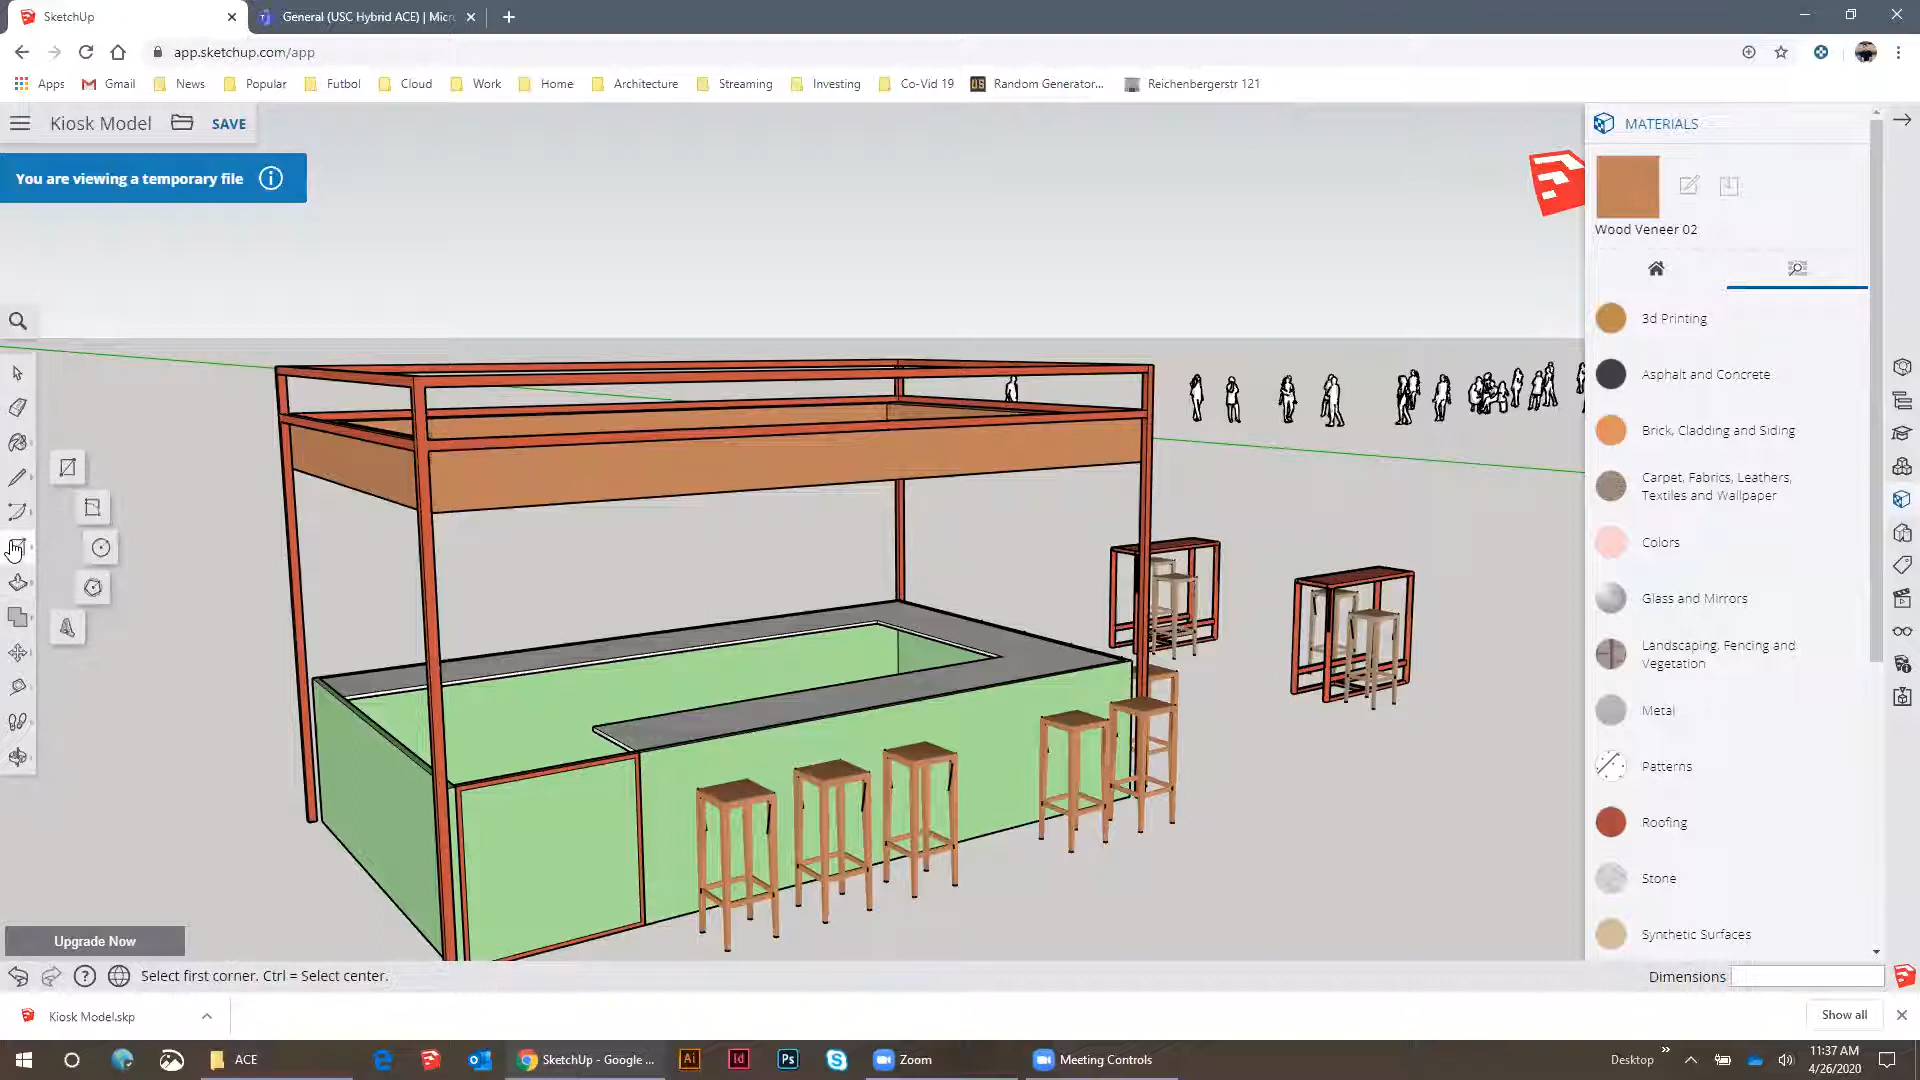 SketchUp
General (USC Hybrid ACE) | Micr
app.sketchup.com/app
Apps
Gmail
News
Popular
Futbol
Cloud
Work
Home
Architecture
Streaming
Investing
Co-Vid 19
Random Generator...
Reichenbergerstr 121
Kiosk Model
SAVE
You are viewing a temporary file
MATERIALS
Wood Veneer 02
3d Printing
Asphalt and Concrete
Brick, Cladding and Siding
Carpet, Fabrics, Leathers,
Textiles and Wallpaper
Colors
Glass and Mirrors
Landscaping, Fencing and
Vegetation
Metal
Patterns
Roofing
Stone
Synthetic Surfaces
Upgrade Now
Select first corner. Ctrl = Select center.
Dimensions
Kiosk Model.skp
Show all
ACE
SketchUp - Google ...
Ai
Id
Ps
Zoom
Meeting Controls
Desktop
11:37 AM
4/26/2020